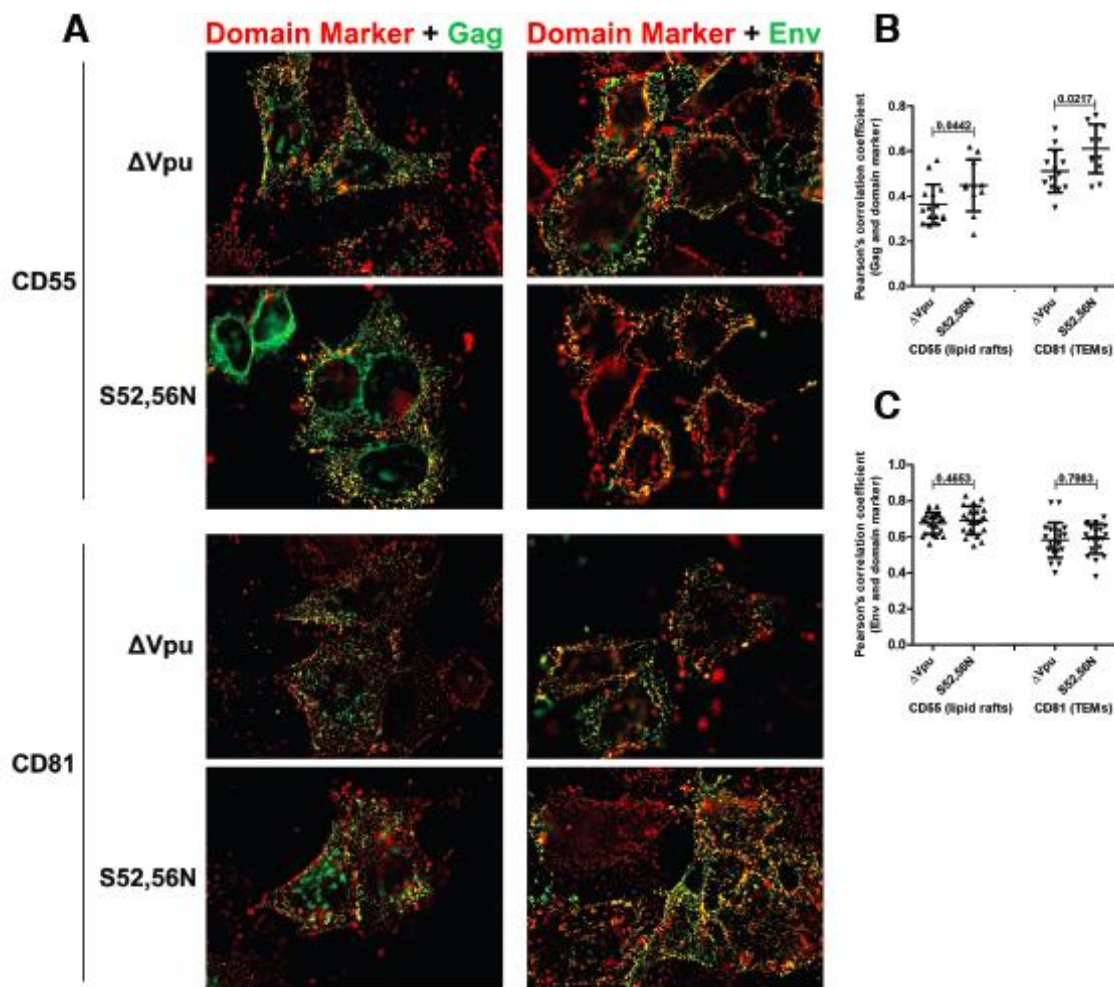 A
Domain Marker + Gag
Domain Marker + Env
CD55
ΔVpu
S52,56N
CD81
ΔVpu
S52,56N
B
Pearson's correlation coefficient
(Gag and domain marker)
0.8
0.6
0.4
0.2
0.0
0.0442
0.0217
ΔVpu
S52,56N
ΔVpu
S52,56N
CD55 (lipid rafts)
CD81 (TEMs)
C
Pearson's correlation coefficient
(Env and domain marker)
1.0
0.8
0.6
0.4
0.2
0.0
0.4653
0.7983
ΔVpu
S52,56N
ΔVpu
S52,56N
CD55 (lipid rafts)
CD81 (TEMs)